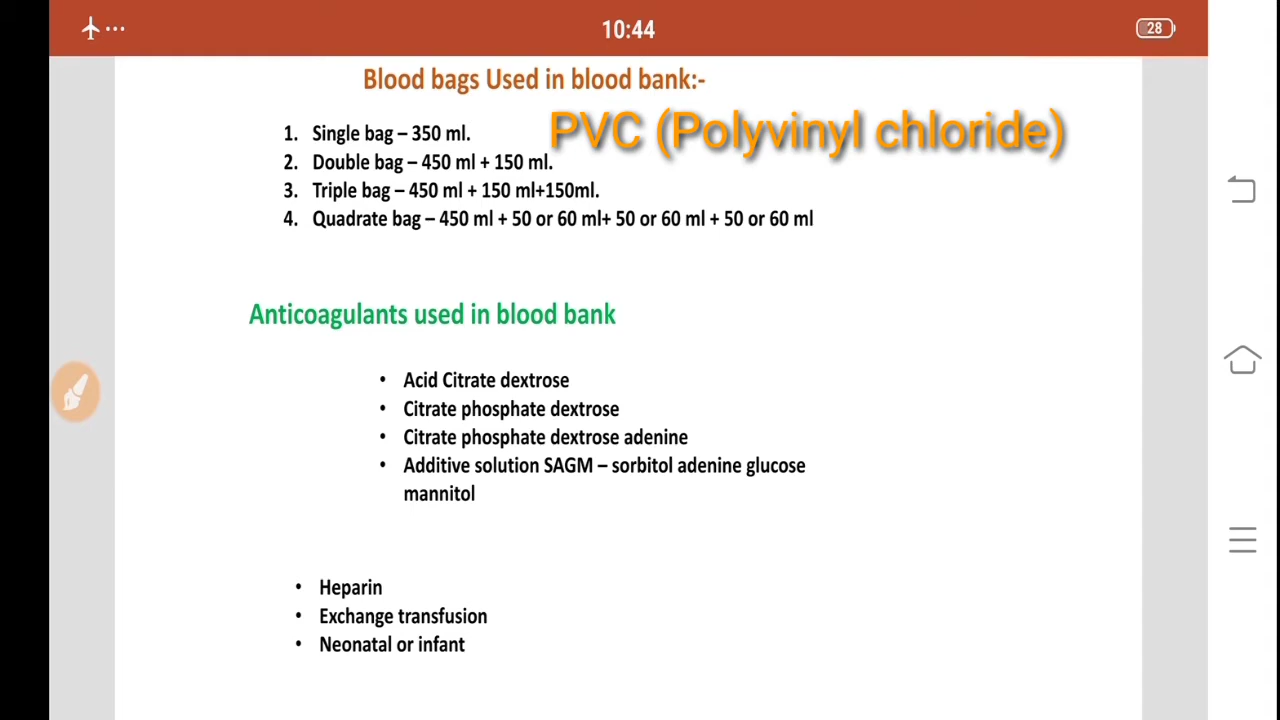 10:44
28
Blood bags Used in blood bank:-
PVC (Polyvinyl chloride)
1. Single bag – 350 ml.
2. Double bag – 450 ml + 150 ml.
3. Triple bag – 450 ml + 150 ml+150ml.
4. Quadrate bag – 450 ml + 50 or 60 ml+ 50 or 60 ml + 50 or 60 ml
Anticoagulants used in blood bank
• Acid Citrate dextrose
• Citrate phosphate dextrose
• Citrate phosphate dextrose adenine
• Additive solution SAGM – sorbitol adenine glucose
mannitol
• Heparin
• Exchange transfusion
• Neonatal or infant